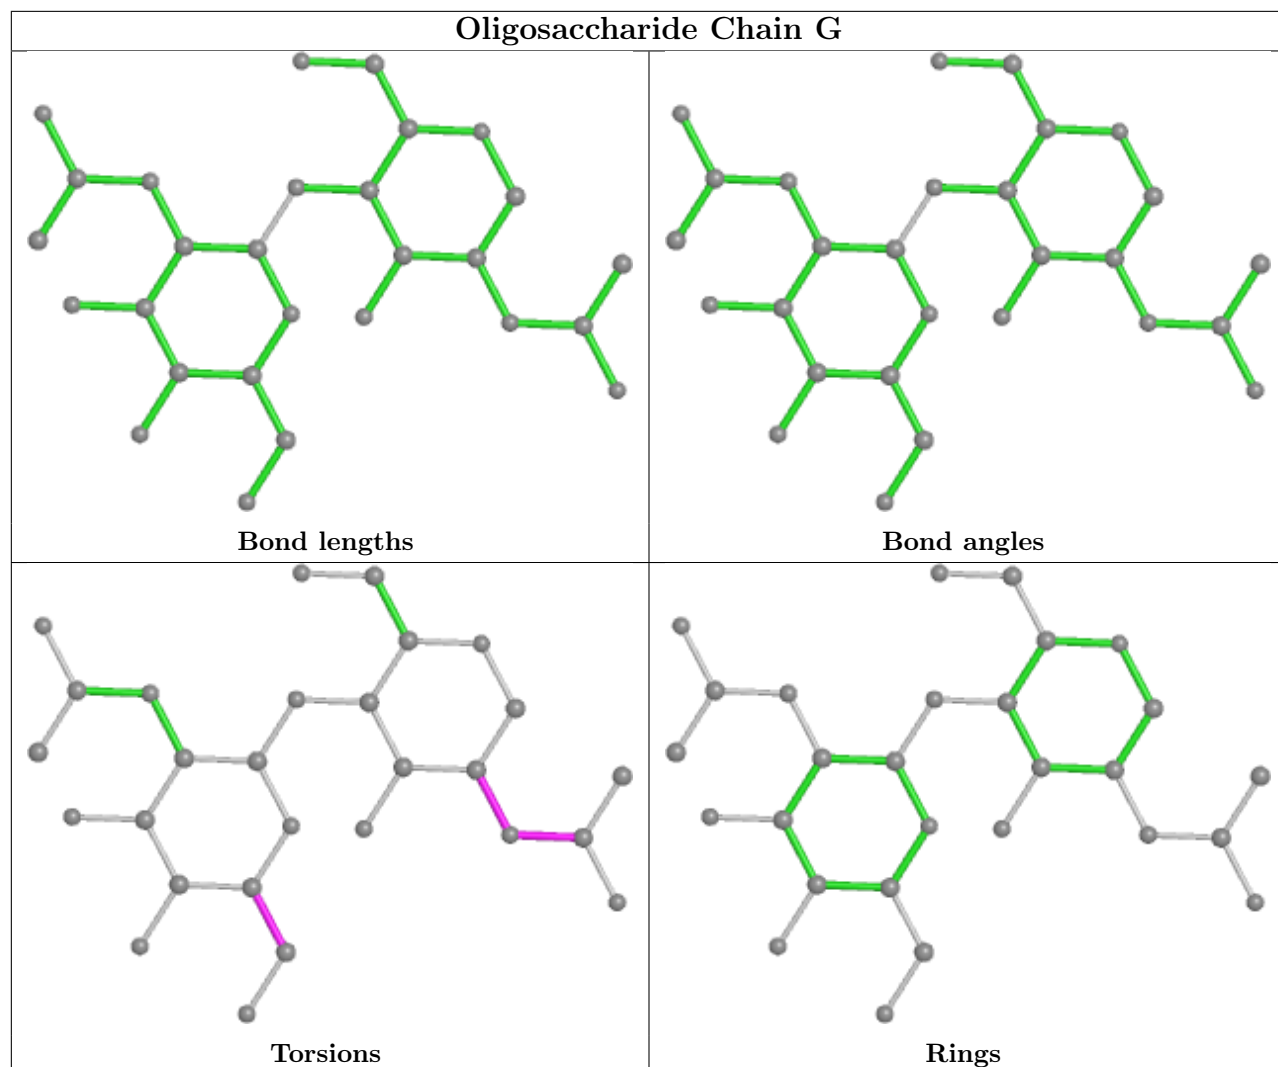 Oligosaccharide Chain G
Bond lengths
Bond angles
Torsions
Rings